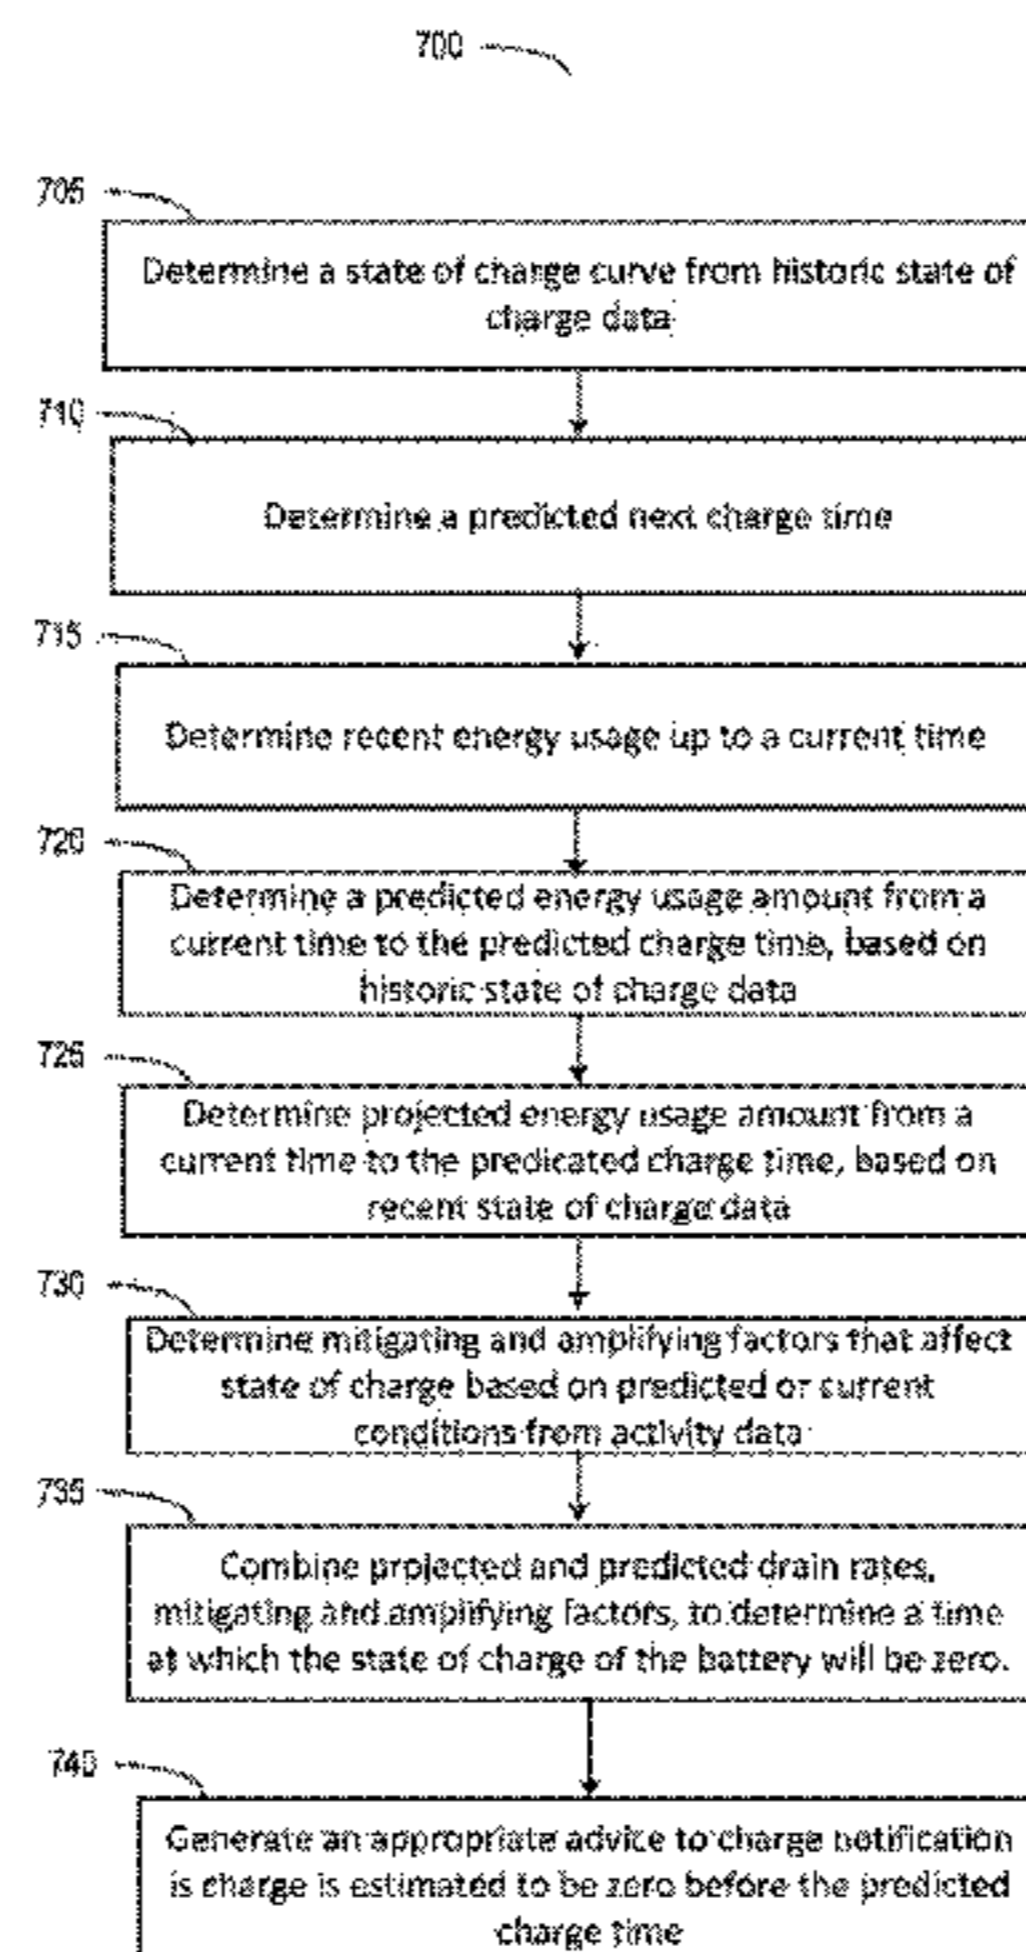 700
705
Determine a state of charge curve from historic state of
charge data
710
Determine a predicted next charge time
715
Determine recent energy usage up to a current time
720
Determine a predicted energy usage amount from a
current time to the predicted charge time, based on
historic state of charge data
725
Determine projected energy usage amount from a
current time to the predicated charge time, based on
recent state of charge data
730
Determine mitigating and amplifying factors that affect
state of charge based on predicted or current
conditions from activity data
735
Combine projected and predicted drain rates,
mitigating and amplifying factors, to determine a time
at which the state of charge of the battery will be zero.
740
Generate an appropriate advice to charge notification
is charge is estimated to be zero before the predicted
charge time